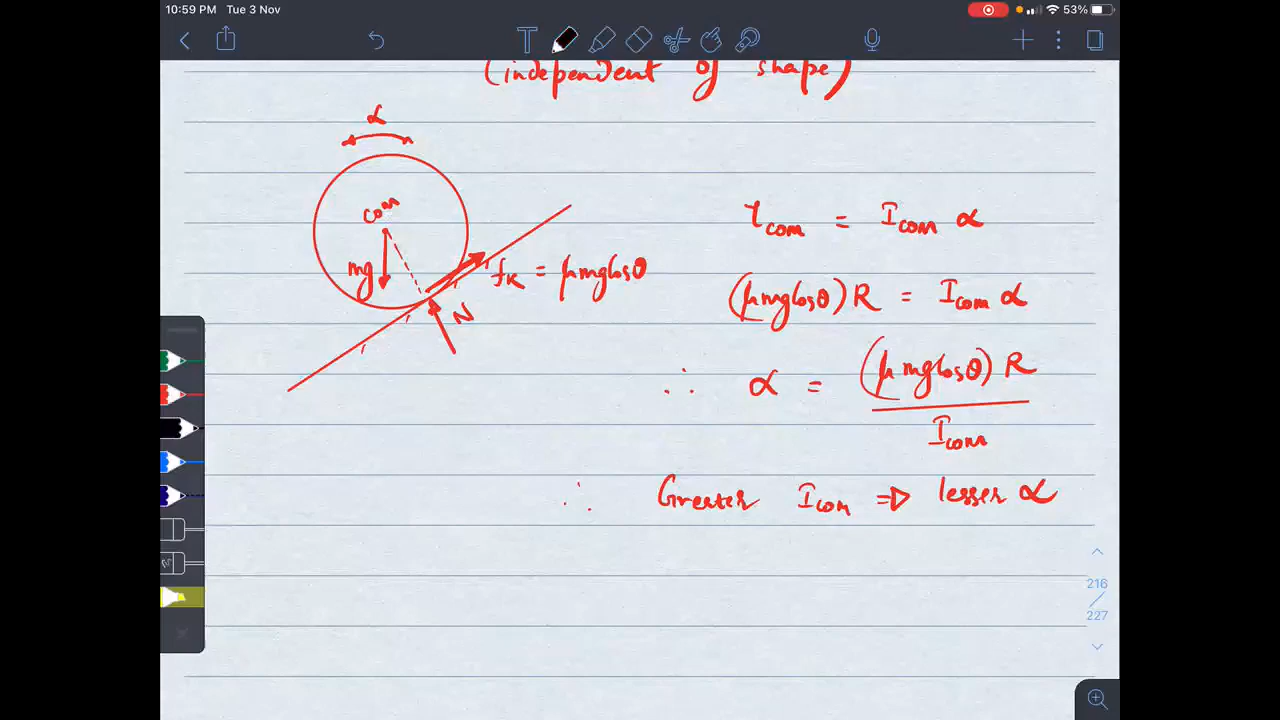 10:59 PM Tue 3 Nov
53%
(independent of shape)
α
com
mg
fK = μmgcosθ
N
τcom = Icom α
(μmgcosθ) R = Icom α
∴ α = (μmgcosθ) R
Icom
∴ Greater Icom ⇒ lesser α
216
227